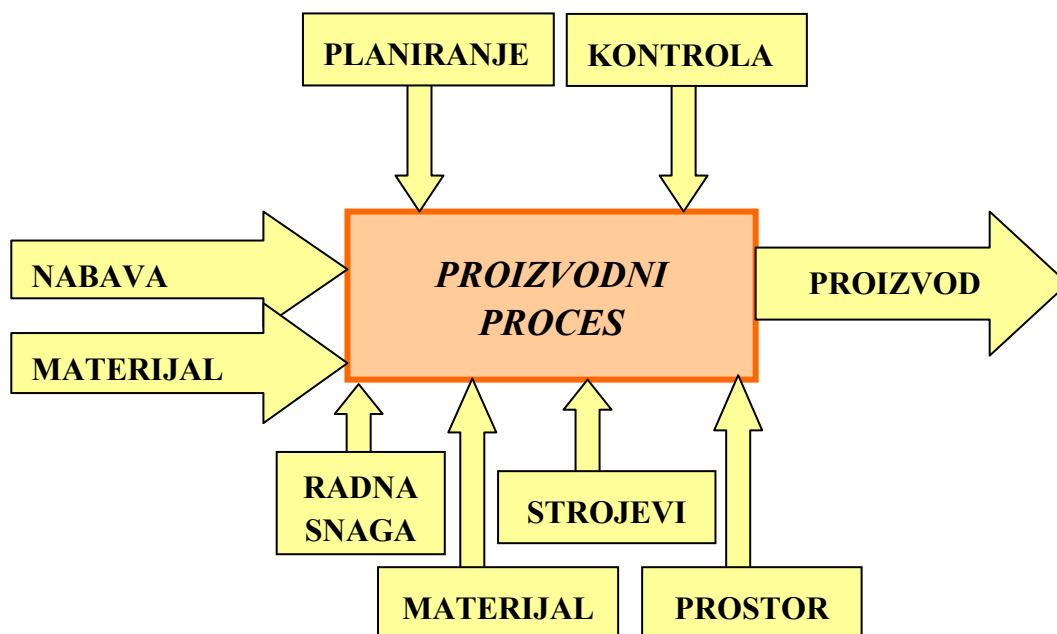 PLANIRANJE
KONTROLA
NABAVA
PROIZVODNI
PROCES
PROIZVOD
MATERIJAL
RADNA
SNAGA
STROJEVI
MATERIJAL
PROSTOR